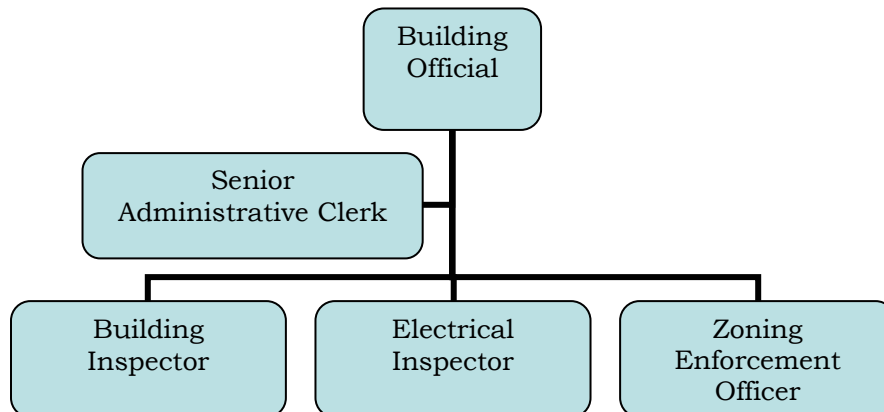 Building
Official
Senior
Administrative Clerk
Building
Inspector
Electrical
Inspector
Zoning
Enforcement
Officer